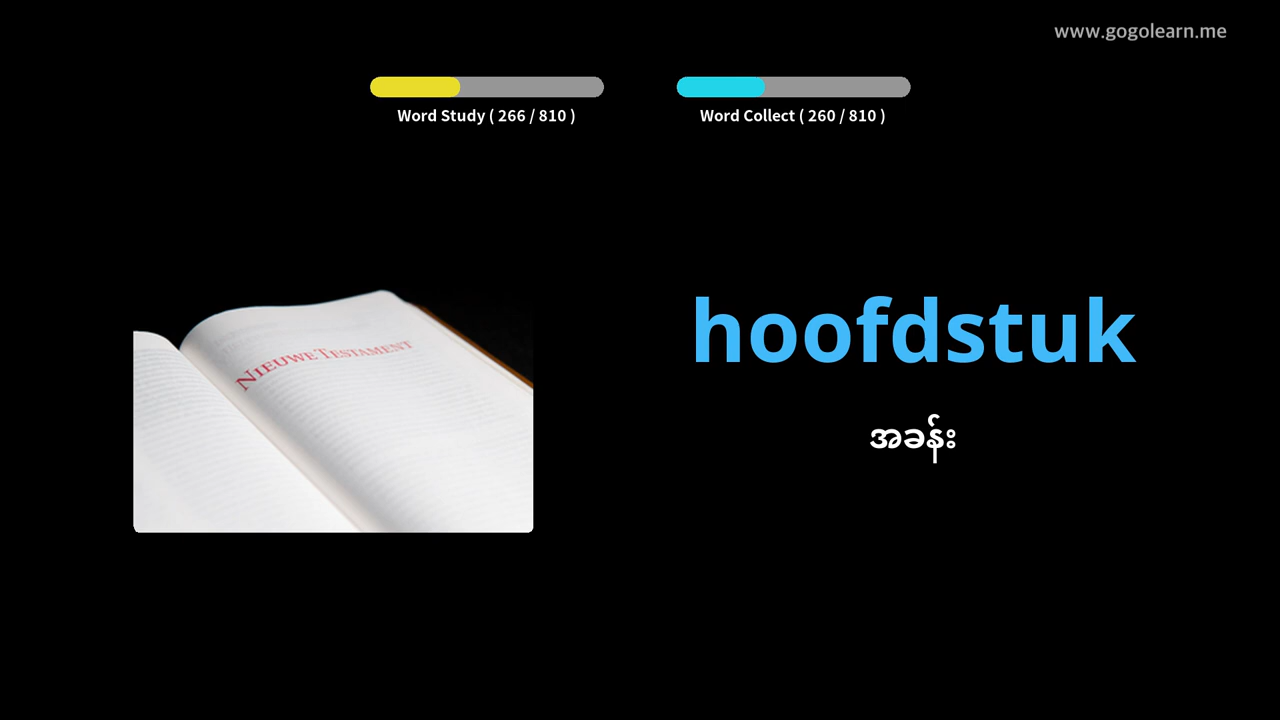 www.gogolearn.me
Word Study ( 266 / 810 )
Word Collect ( 260 / 810 )
NIEUWE TESTAMENT
hoofdstuk
အခန်း